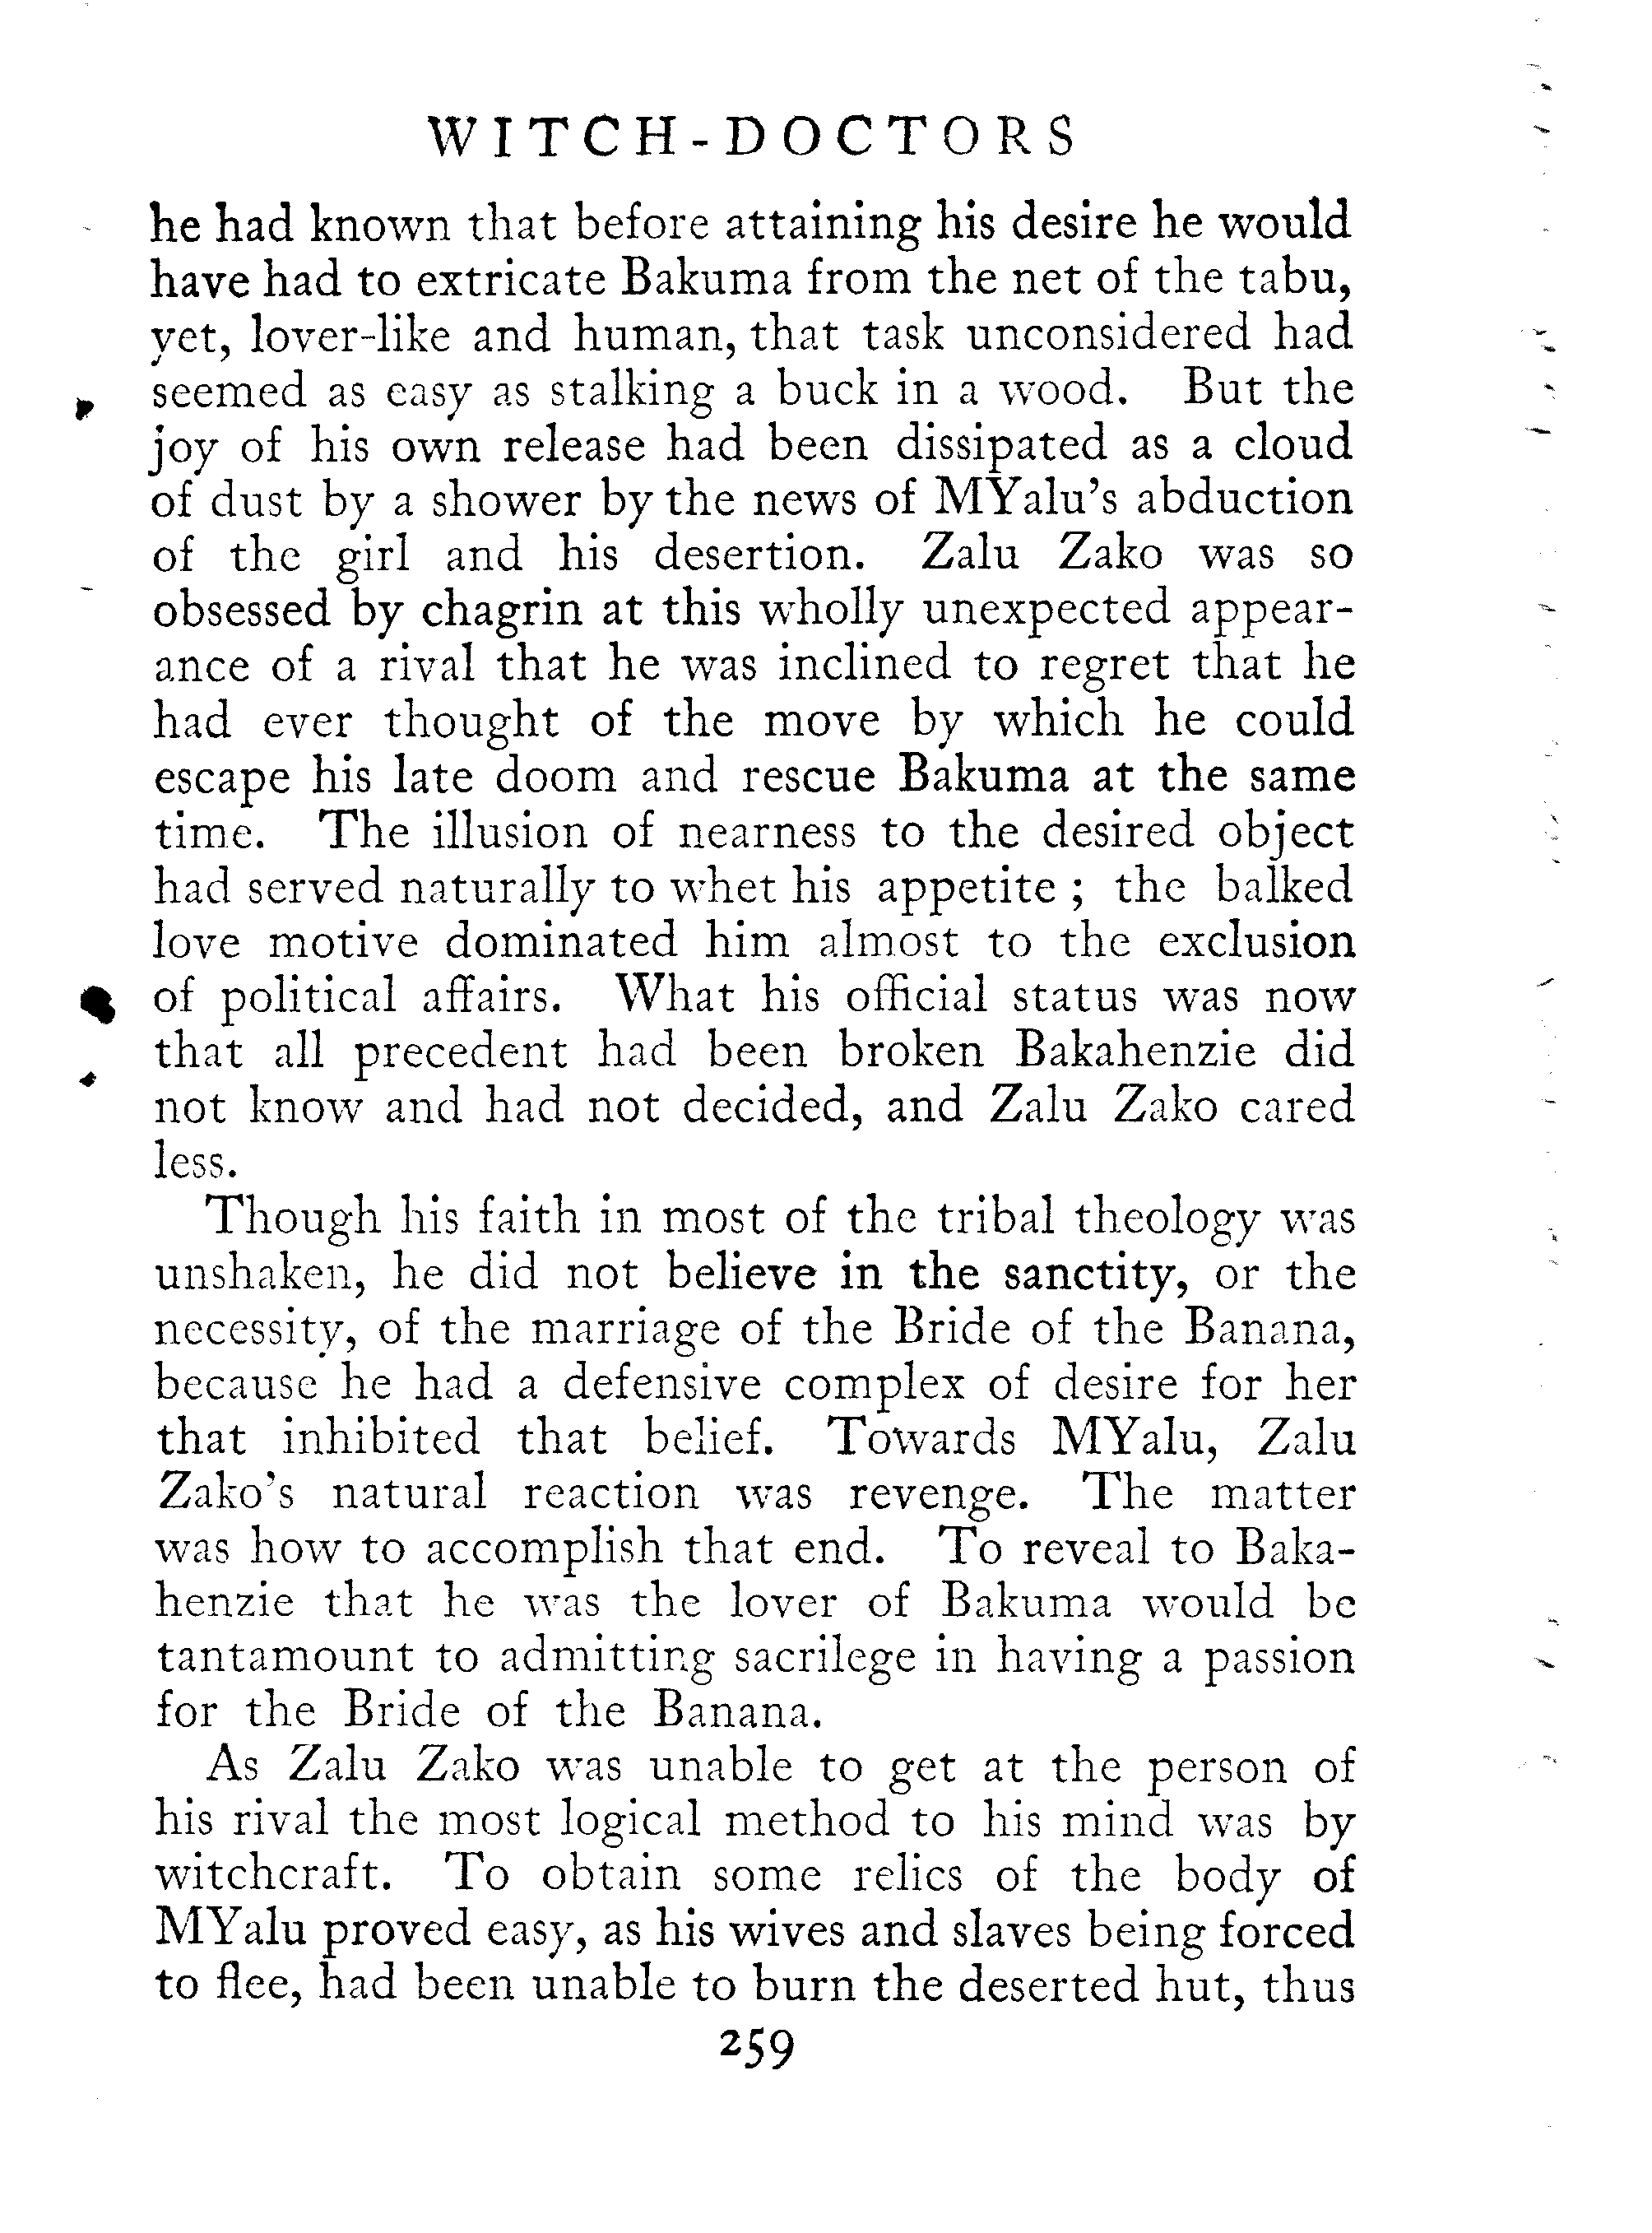 WITCH-DOCTORS
he had known that before attaining his desire he would
have had to extricate Bakuma from the net of the tabu,
yet, lover-like and human, that task unconsidered had
seemed as easy as stalking a buck in a wood. But the
joy of his own release had been dissipated as a cloud
of dust by a shower by the news of MYalu's abduction
of the girl and his desertion. Zalu Zako was so
obsessed by chagrin at this wholly unexpected appear-
ance of a rival that he was inclined to regret that he
had ever thought of the move by which he could
escape his late doom and rescue Bakuma at the same
time. The illusion of nearness to the desired object
had served naturally to whet his appetite ; the balked
love motive dominated him almost to the exclusion
of political affairs. What his official status was now
that all precedent had been broken Bakahenzie did
not know and had not decided, and Zalu Zako cared
less.
Though his faith in most of the tribal theology was
unshaken, he did not believe in the sanctity, or the
necessity, of the marriage of the Bride of the Banana,
because he had a defensive complex of desire for her
that inhibited that belief. Towards MYalu, Zalu
Zako's natural reaction was revenge. The matter
was how to accomplish that end. To reveal to Baka-
henzie that he was the lover of Bakuma would be
tantamount to admitting sacrilege in having a passion
for the Bride of the Banana.
As Zalu Zako was unable to get at the person of
his rival the most logical method to his mind was by
witchcraft. To obtain some relics of the body of
MYalu proved easy, as his wives and slaves being forced
to flee, had been unable to burn the deserted hut, thus
259